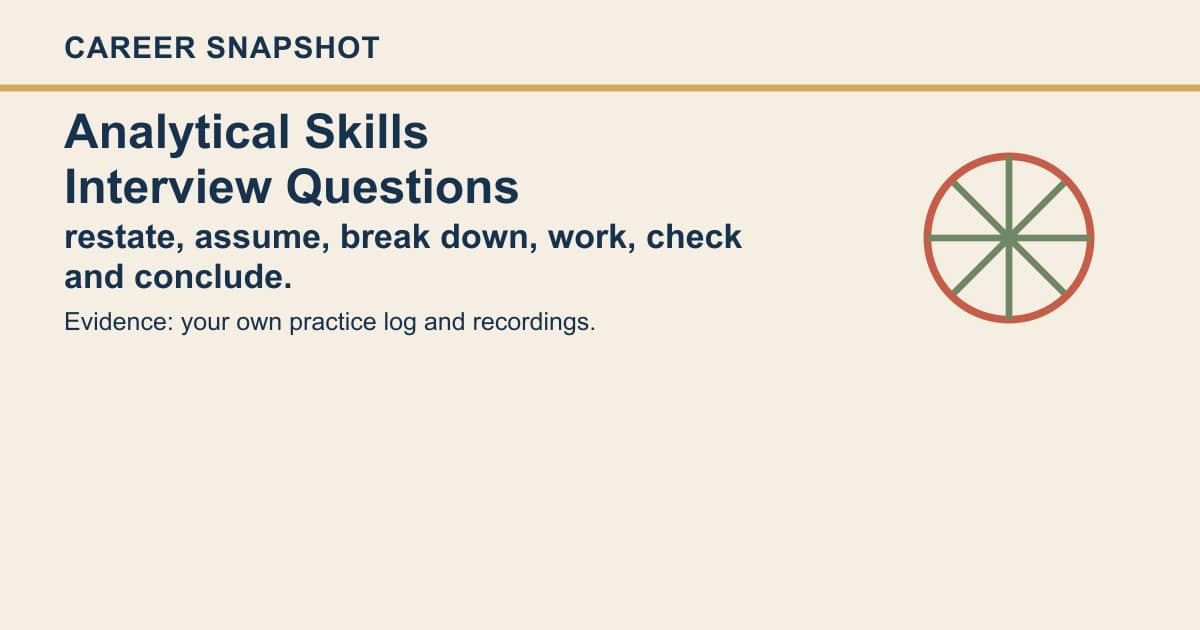 CAREER SNAPSHOT
Analytical Skills
Interview Questions
restate, assume, break down, work, check
and conclude.
Evidence: your own practice log and recordings.